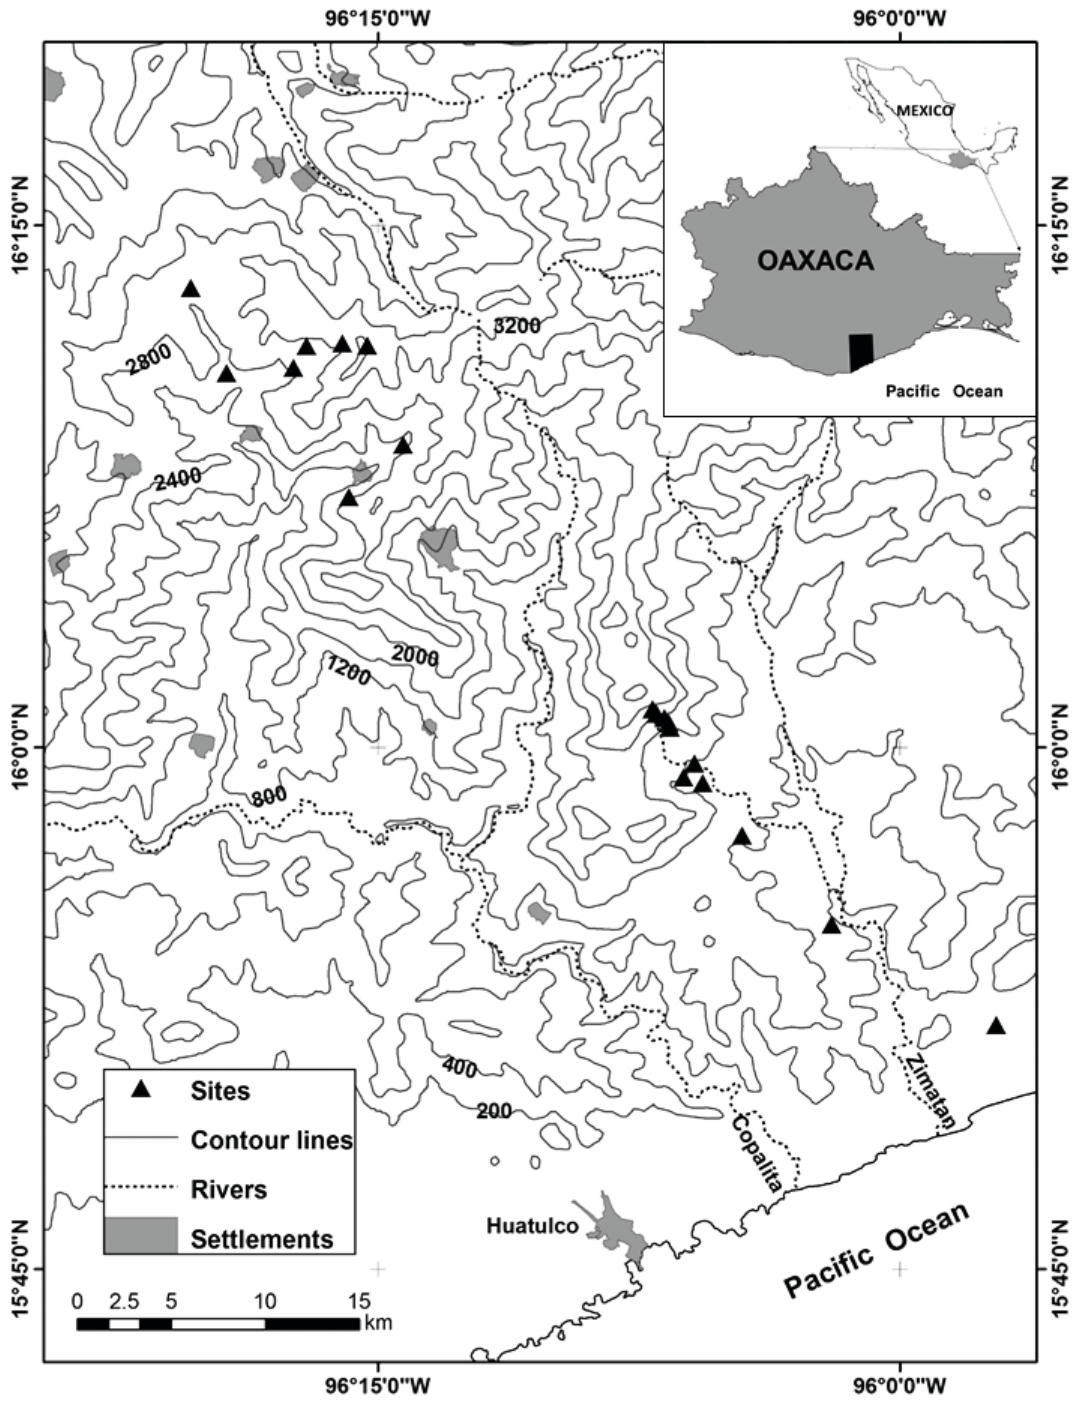 96°15'0"W
96°0'0"W
MEXICO
16°15'0"N
16°15'0"N
OAXACA
3200
2800
Pacific Ocean
2400
2000
1200
16°0'0"N
16°0'0"N
800
400
Zimatan
200
Copalita
Sites
Contour lines
Rivers
Settlements
Huatulco
Pacific Ocean
15°45'0"N
15°45'0"N
0 2.5 5 10 15
km
96°15'0"W
96°0'0"W